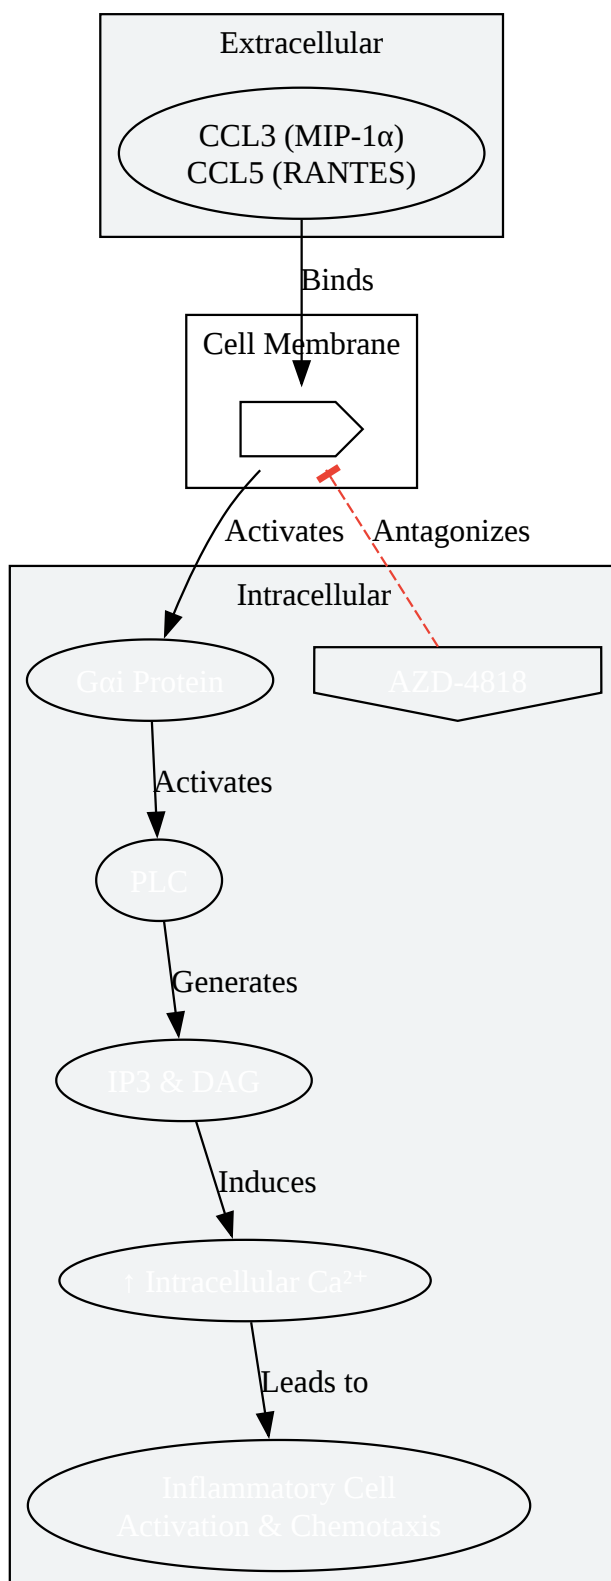 Extracellular
CCL3 (MIP-1α)
CCL5 (RANTES)
Binds
Cell Membrane
Activates
Antagonizes
Intracellular
Gαi Protein
AZD-4818
Activates
PLC
Generates
IP3 & DAG
Induces
↑ Intracellular Ca²⁺
Leads to
Inflammatory Cell
Activation & Chemotaxis